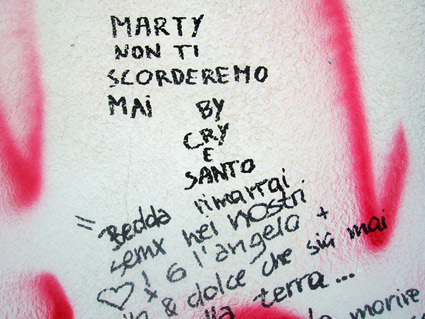 MARTY
NON TI
SCORDEREMO
MAI BY
CRY
E
SANTO
= Bedda rimarrai
semx nei nostri
♡! 6 l'angelo +
& dolce che sia mai
terra...
morire